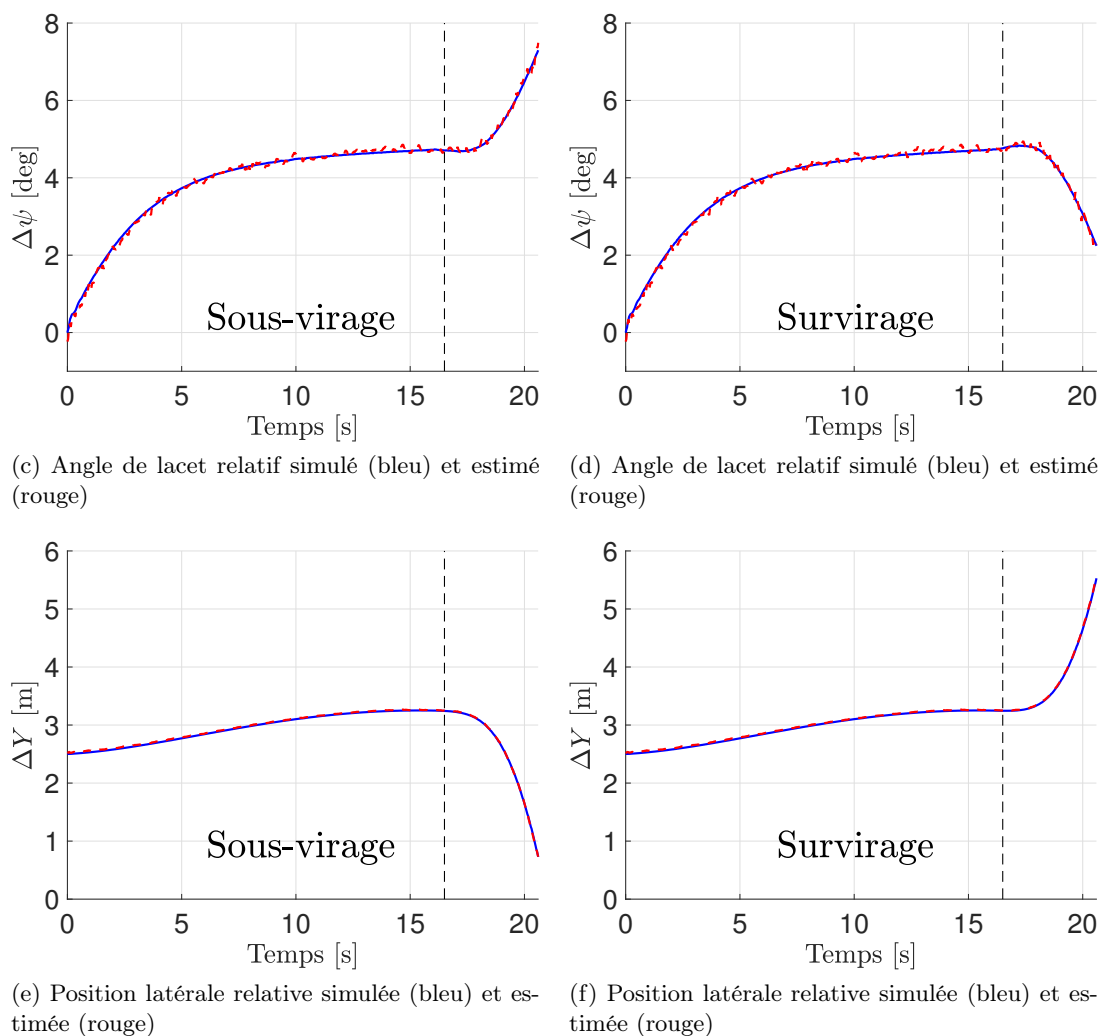 8
6
4
2
0
Δψ [deg]
Sous-virage
0 5 10 15 20
Temps [s]
(c) Angle de lacet relatif simulé (bleu) et estimé
(rouge)
8
6
4
2
0
Δψ [deg]
Survirage
0 5 10 15 20
Temps [s]
(d) Angle de lacet relatif simulé (bleu) et estimé
(rouge)
6
5
4
3
2
1
0
ΔY [m]
Sous-virage
0 5 10 15 20
Temps [s]
(e) Position latérale relative simulée (bleu) et es-
timée (rouge)
6
5
4
3
2
1
0
ΔY [m]
Survirage
0 5 10 15 20
Temps [s]
(f) Position latérale relative simulée (bleu) et es-
timée (rouge)